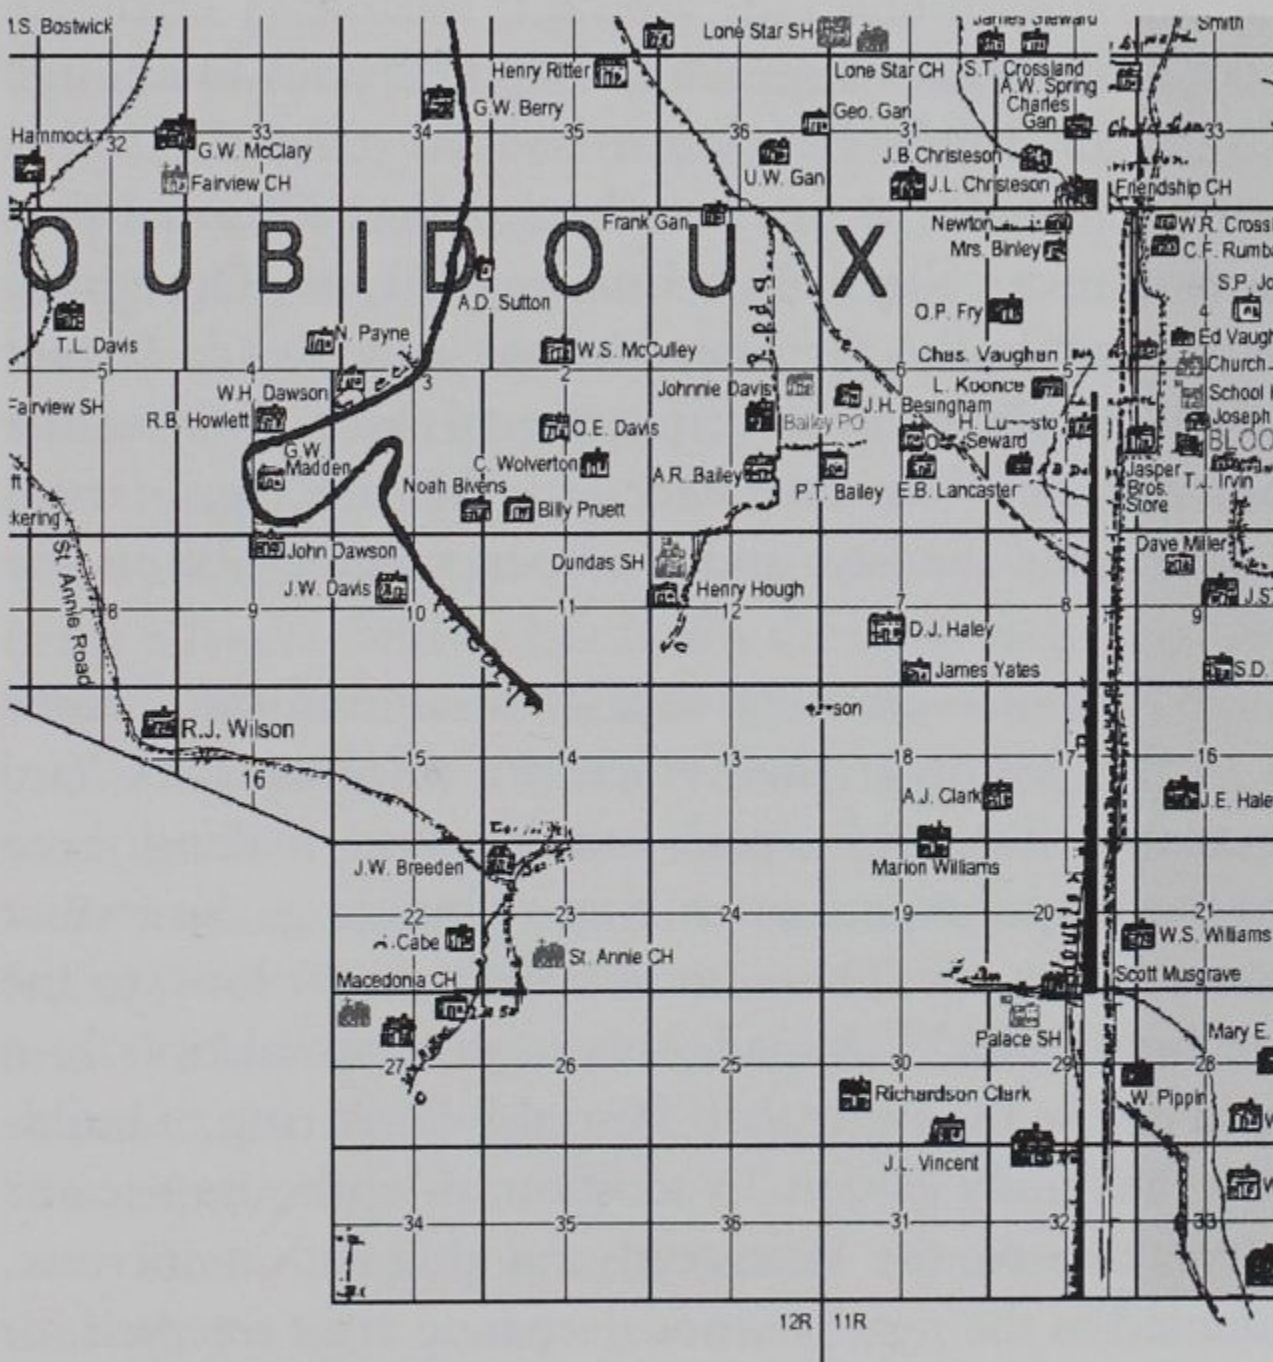 Bostwick
Smith
Lone Star SH
Henry Ritter
Lone Star CH
S.T. Crossland
A.W. Spring
G.W. Berry
Geo. Gan
Charles
Gan
Hammock
32
33
34
35
36
31
33
G.W. McClary
U.W. Gan
J.B. Christeson
Fairview CH
J.L. Christeson
Friendship CH
Frank Gan
Newton
W.R.
Mrs. Binley
C.F.
OUBIDOUX
S.P.
A.D. Sutton
O.P. Fry
4
N. Payne
T.L. Davis
W.S. McCulley
Chas. Vaughan
Ed
5
4
3
2
6
5
Church
W.H. Dawson
Johnnie Davis
L. Koonce
School
Fairview SH
R.B. Howlett
J.H. Besingham
Joseph
O.E. Davis
Bailey PO
Seward
G.W.
Madden
C. Wolverton
A.R. Bailey
P.T. Bailey
E.B. Lancaster
Jasper
Bros.
Store
T.J. Irvin
Noah Bivens
Billy Pruett
St. Annie Road
John Dawson
Dundas SH
Dave Miller
J.W. Davis
Henry Hough
8
9
10
11
12
7
8
9
D.J. Haley
James Yates
S.D.
son
R.J. Wilson
16
15
14
13
18
17
16
A.J. Clark
J.E.
J.W. Breeden
Marion Williams
22
23
24
19
20
21
Cabe
St. Annie CH
W.S. Williams
Macedonia CH
Scott Musgrave
Palace SH
Mary E.
27
26
25
30
29
28
Richardson Clark
W. Pippin
J.L. Vincent
34
35
36
31
32
33
12R 11R